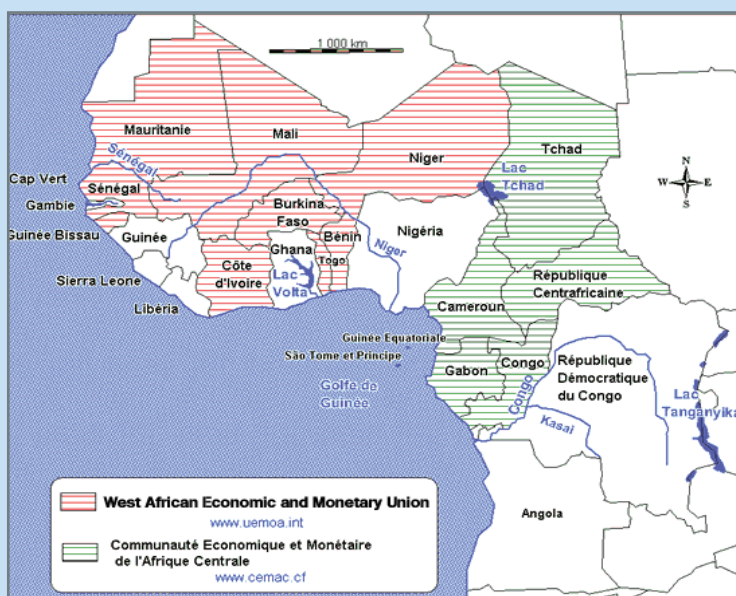 1 000 km
Mauritanie
Mali
Niger
Tchad
Sénégal
Lac
Tchad
N
W E
S
Cap Vert
Sénégal
Gambie
Burkina
Faso
Nigéria
Guinée Bissau
Guinée
Bénin
Niger
Ghana
Togo
Côte
d'Ivoire
Lac
Volta
République
Centrafricaine
Sierra Leone
Libéria
Cameroun
Guinée Equatoriale
São Tome et Principe
Gabon
Congo
République
Démocratique
du Congo
Golfe de
Guinée
Congo
Kasai
Lac
Tanganyika
Angola
West African Economic and Monetary Union
www.uemoa.int
Communauté Economique et Monétaire
de l'Afrique Centrale
www.cemac.cf